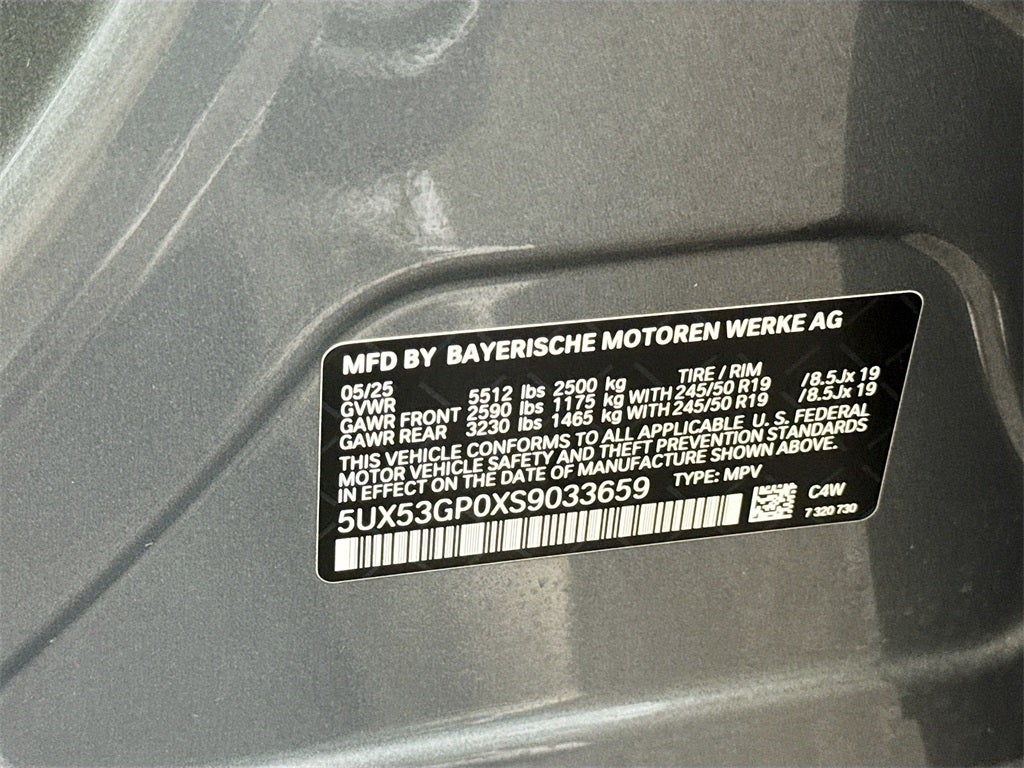 MFD BY BAYERISCHE MOTOREN WERKE AG
05/25 TIRE / RIM
GVWR 5512 lbs 2500 kg
GAWR FRONT 2590 lbs 1175 kg WITH 245/50 R19 /8.5Jx 19
GAWR REAR 3230 lbs 1465 kg WITH 245/50 R19 /8.5Jx 19
THIS VEHICLE CONFORMS TO ALL APPLICABLE U. S. FEDERAL
MOTOR VEHICLE SAFETY AND THEFT PREVENTION STANDARDS
IN EFFECT ON THE DATE OF MANUFACTURE SHOWN ABOVE.
5UX53GP0XS9033659 TYPE: MPV
C4W
7 320 730